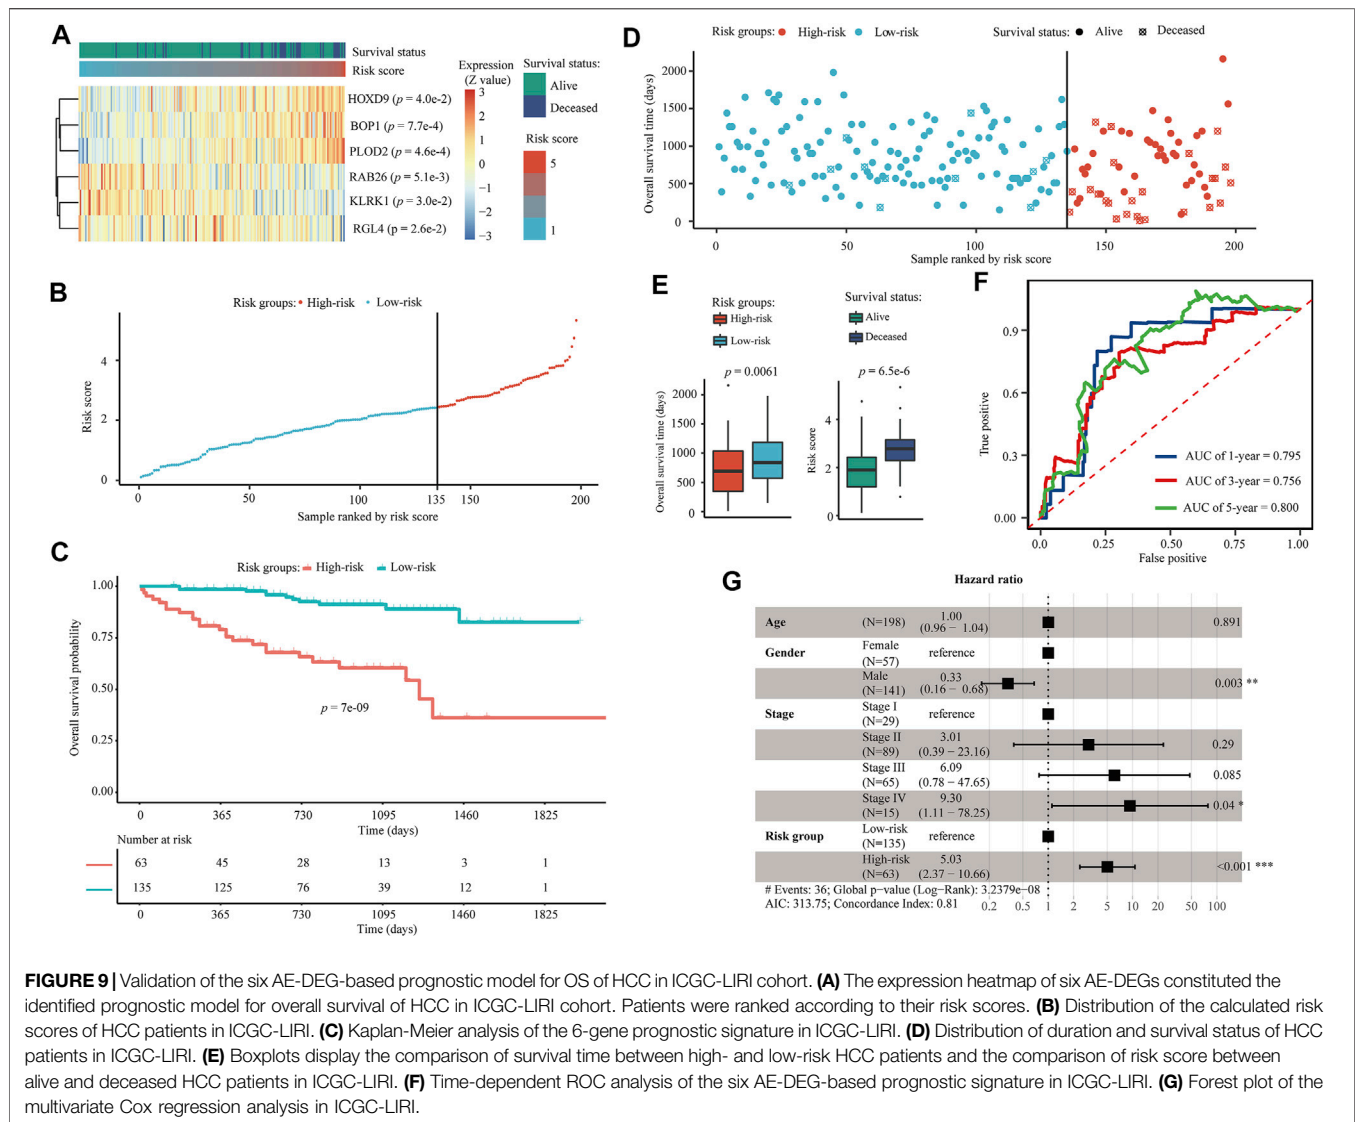 A
Survival status
Risk score
HOXD9 (p = 4.0e-2)
BOP1 (p = 7.7e-4)
PLOD2 (p = 4.6e-4)
RAB26 (p = 5.1e-3)
KLRK1 (p = 3.0e-2)
RGL4 (p = 2.6e-2)
Expression
(Z value)
3
2
1
0
−1
−2
−3
Survival status:
Alive
Deceased
Risk score
5
1
B
Risk groups: High-risk Low-risk
Risk score
4
2
0
0 50 100 135 150 200
Sample ranked by risk score
C
Risk groups: High-risk Low-risk
Overall survival probability
1.00
0.75
0.50
0.25
0.00
p = 7e-09
0 365 730 1095 1460 1825
Time (days)
Number at risk
63 45 28 13 3 1
135 125 76 39 12 1
0 365 730 1095 1460 1825
Time (days)
D
Risk groups: High-risk Low-risk Survival status: Alive Deceased
Overall survival time (days)
2000
1500
1000
500
0
0 50 100 150 200
Sample ranked by risk score
E
Risk groups:
High-risk
Low-risk
p = 0.0061
Overall survival time (days)
2000
1500
1000
500
0
Survival status:
Alive
Deceased
p = 6.5e-6
Risk score
4
2
0
F
True positive
0.9
0.6
0.3
0.00
AUC of 1-year = 0.795
AUC of 3-year = 0.756
AUC of 5-year = 0.800
0.0 0.25 0.50 0.75 1.00
False positive
G
Hazard ratio
Age (N=198) 1.00 (0.96 − 1.04) 0.891
Gender Female (N=57) reference
Male (N=141) 0.33 (0.16 − 0.68) 0.003 **
Stage Stage I (N=29) reference
Stage II (N=89) 3.01 (0.39 − 23.16) 0.29
Stage III (N=65) 6.09 (0.78 − 47.65) 0.085
Stage IV (N=15) 9.30 (1.11 − 78.25) 0.04 *
Risk group Low-risk (N=135) reference
High-risk (N=63) 5.03 (2.37 − 10.66) <0.001 ***
# Events: 36; Global p−value (Log−Rank): 3.2379e−08
AIC: 313.75; Concordance Index: 0.81
0.2 0.5 1 2 5 10 20 50 100
FIGURE 9 | Validation of the six AE-DEG-based prognostic model for OS of HCC in ICGC-LIRI cohort. (A) The expression heatmap of six AE-DEGs constituted the
identified prognostic model for overall survival of HCC in ICGC-LIRI cohort. Patients were ranked according to their risk scores. (B) Distribution of the calculated risk
scores of HCC patients in ICGC-LIRI. (C) Kaplan-Meier analysis of the 6-gene prognostic signature in ICGC-LIRI. (D) Distribution of duration and survival status of HCC
patients in ICGC-LIRI. (E) Boxplots display the comparison of survival time between high- and low-risk HCC patients and the comparison of risk score between
alive and deceased HCC patients in ICGC-LIRI. (F) Time-dependent ROC analysis of the six AE-DEG-based prognostic signature in ICGC-LIRI. (G) Forest plot of the
multivariate Cox regression analysis in ICGC-LIRI.